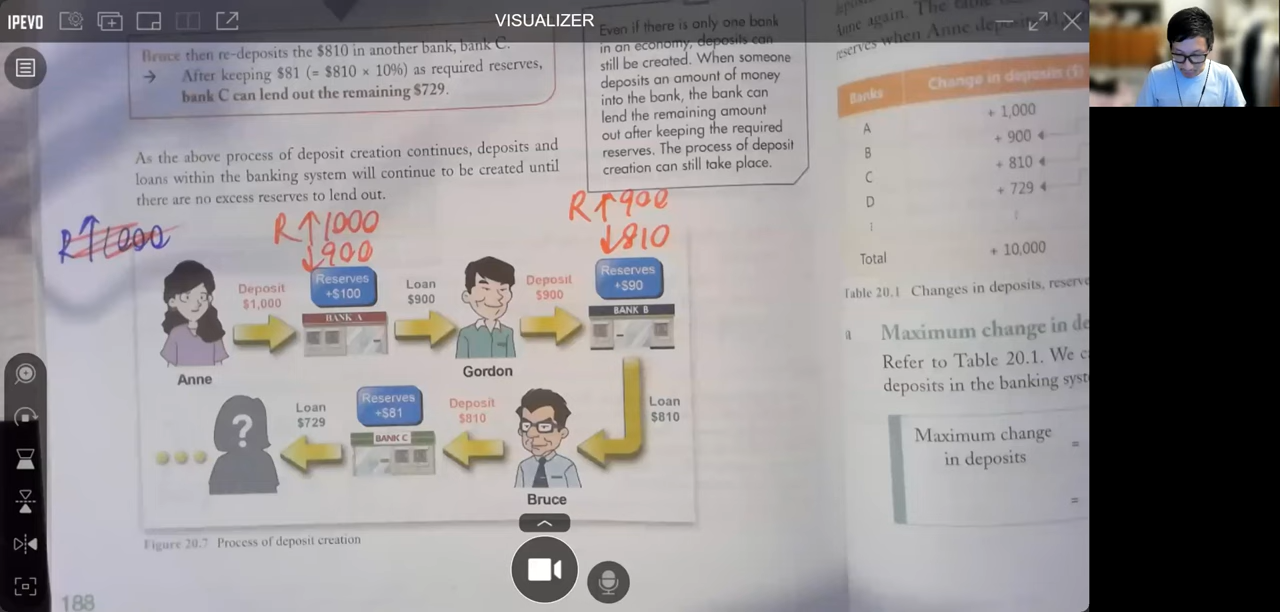 IPEVO
VISUALIZER
Bruce then re-deposits the $810 in another bank, bank C.
→ After keeping $81 (= $810 × 10%) as required reserves,
bank C can lend out the remaining $729.
Even if there is only one bank
in an economy, deposits can
still be created. When someone
deposits an amount of money
into the bank, the bank can
lend the remaining amount
out after keeping the required
reserves. The process of deposit
creation can still take place.
As the above process of deposit creation continues, deposits and
loans within the banking system will continue to be created until
there are no excess reserves to lend out.
R↑1000
R↑1000
↓900
R↑900
↓810
Deposit
$1,000
Reserves
+$100
BANK A
Loan
$900
Deposit
$900
Reserves
+$90
BANK B
Anne
Gordon
Loan
$810
Bruce
Deposit
$810
Reserves
+$81
BANK C
Loan
$729
?
Figure 20.7 Process of deposit creation
188
Anne again. The
reserves when Anne
Banks Change in deposits ($)
A + 1,000
B + 900
C + 810
D + 729
Total + 10,000
Table 20.1 Changes in deposits,
a Maximum change in
Refer to Table 20.1. We
deposits in the banking
Maximum change =
in deposits
=